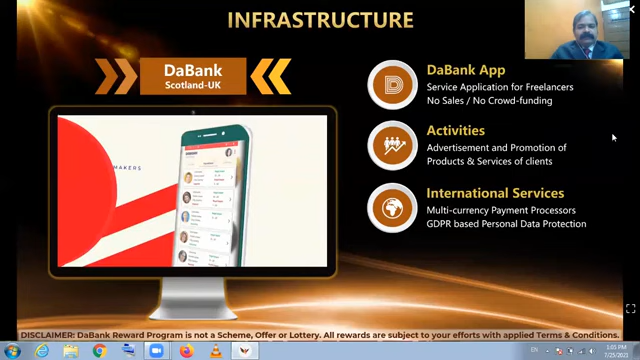 INFRASTRUCTURE
DaBank
Scotland-UK
MAKERS
DaBank App
Service Application for Freelancers
No Sales / No Crowd-funding
Activities
Advertisement and Promotion of
Products & Services of clients
International Services
Multi-currency Payment Processors
GDPR based Personal Data Protection
DISCLAIMER: DaBank Reward Program is not a Scheme, Offer or Lottery. All rewards are subject to your efforts with applied Terms & Conditions.
EN
1:03 PM